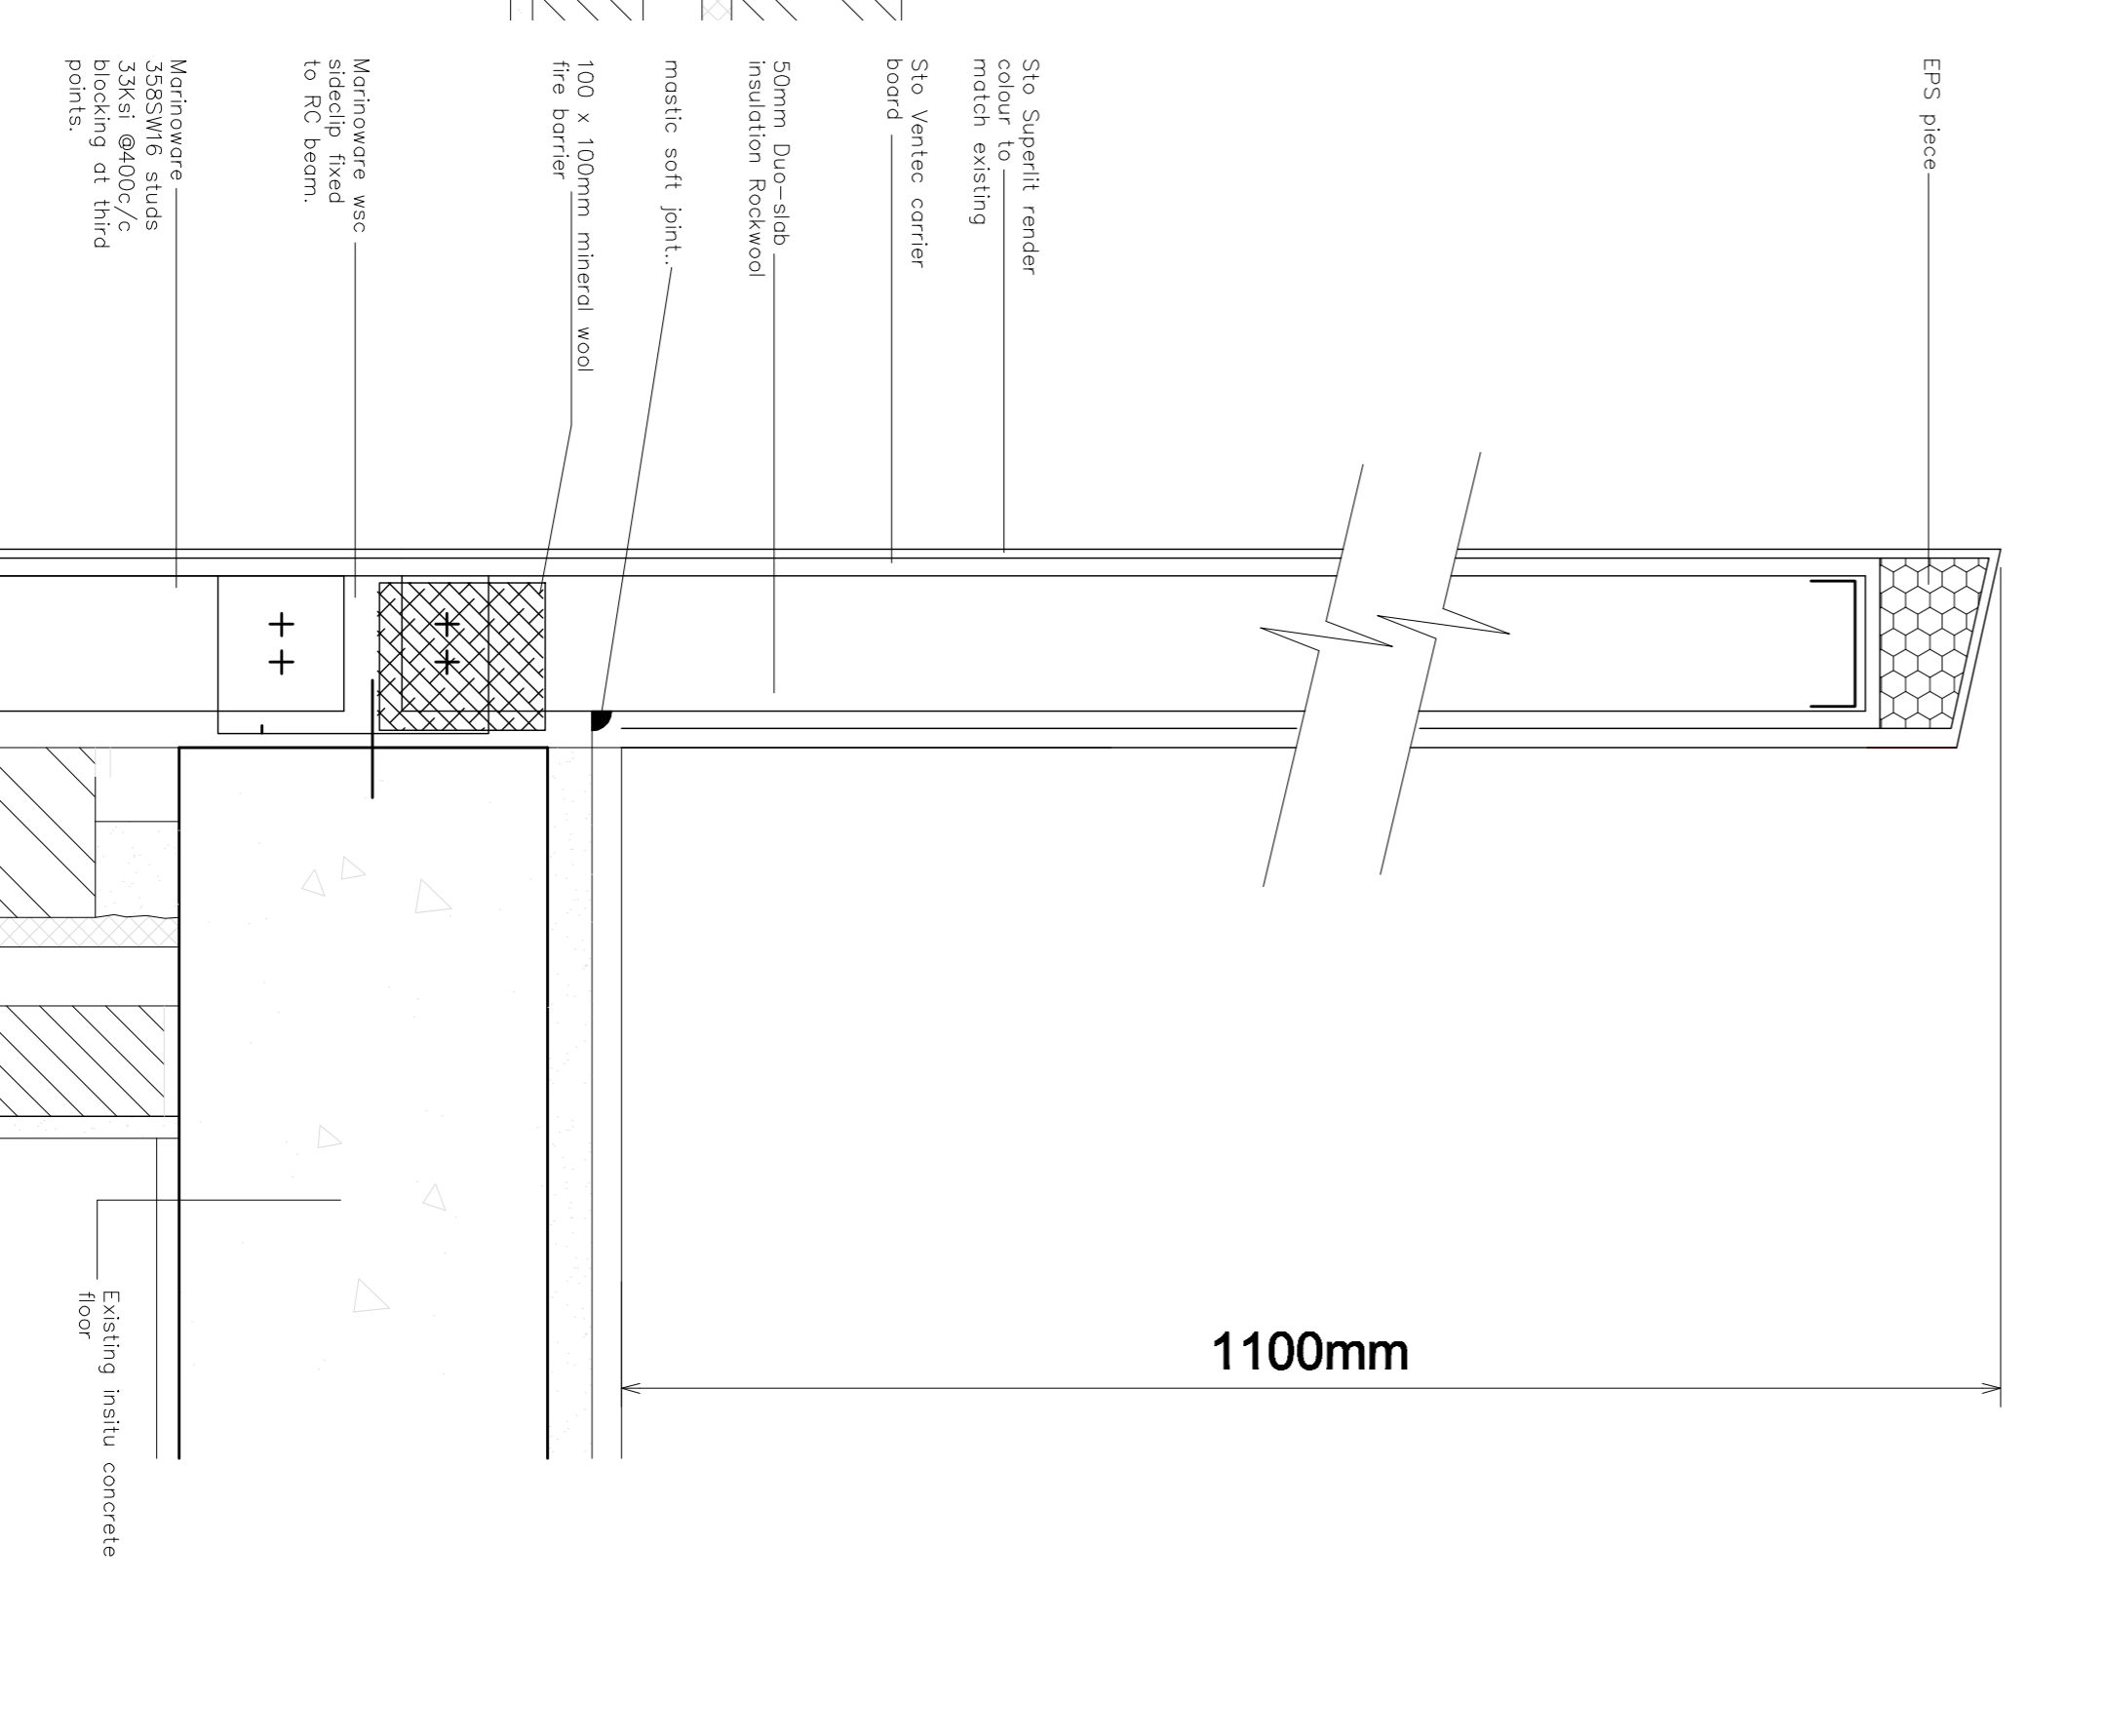 EPS piece
Sto Superlit render
colour to
match existing
Sto Ventec carrier
board
50mm Duo-slab
insulation Rockwool
mastic soft joint..
100 x 100mm mineral wool
fire barrier
Marinoware wsc
sideclip fixed
to RC beam.
Marinoware
358SW16 studs
33Ksi @400c/c
blocking at third
points.
Existing insitu concrete
floor
1100mm